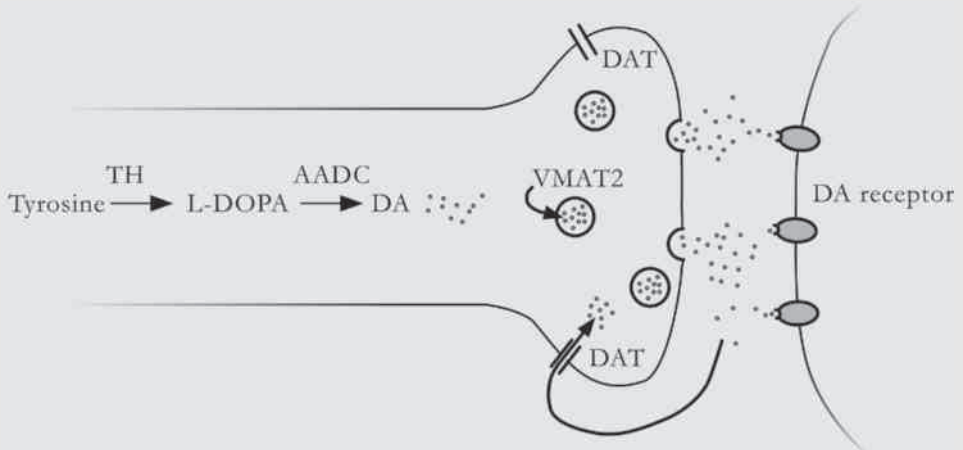 DAT
TH
AADC
VMAT2
Tyrosine
L-DOPA
DA
DA receptor
DAT